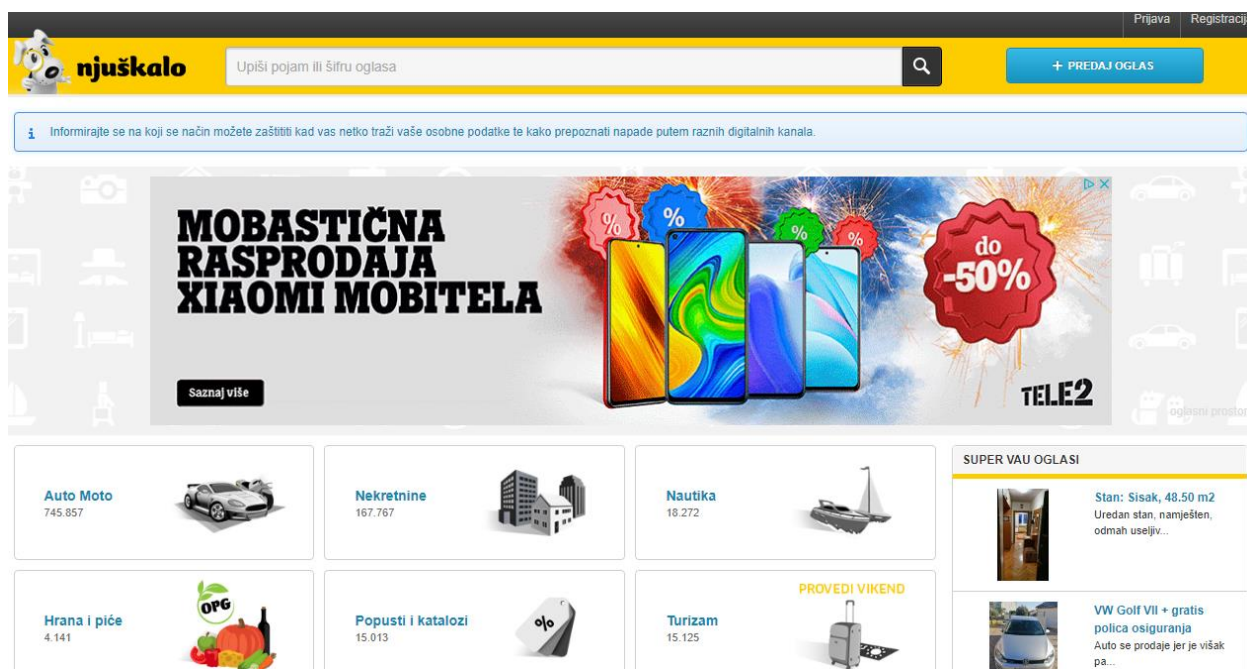 Prijava
Registracij
njuškalo
Upiši pojam ili šifru oglasa
+ PREDAJ OGLAS
i Informirajte se na koji se način možete zaštititi kad vas netko traži vaše osobne podatke te kako prepoznati napade putem raznih digitalnih kanala.
MOBASTIČNA
RASPRODAJA
XIAOMI MOBITELA
Saznaj više
% % % %
do
-50%
TELE2
oglasni prostor
Auto Moto
745.857
Nekretnine
167.767
Nautika
18.272
Hrana i piće
4.141
OPG
Popusti i katalozi
15.013
%
PROVEDI VIKEND
Turizam
15.125
SUPER VAU OGLASI
Stan: Sisak, 48.50 m2
Uredan stan, namješten,
odmah useljiv...
VW Golf VII + gratis
polica osiguranja
Auto se prodaje jer je višak
pa...